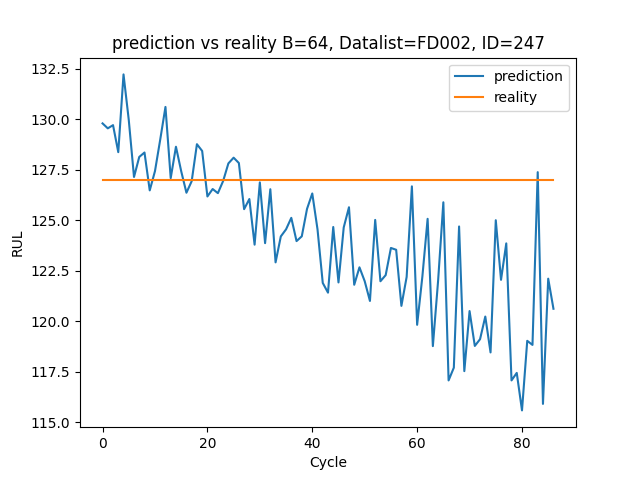 prediction vs reality B=64, Datalist=FD002, ID=247
132.5
130.0
127.5
125.0
122.5
120.0
117.5
115.0
RUL
prediction
reality
0
20
40
60
80
Cycle